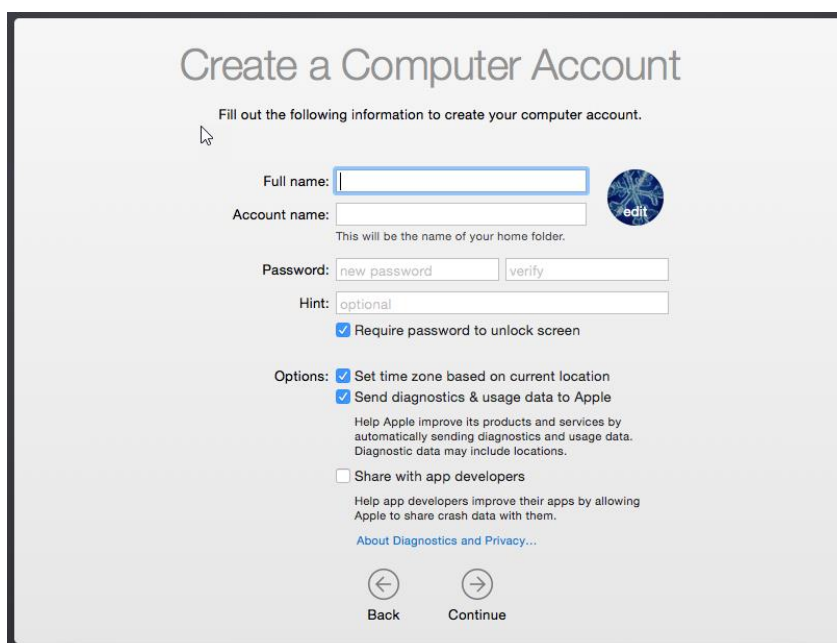 Create a Computer Account
Fill out the following information to create your computer account.
Full name:
edit
Account name:
This will be the name of your home folder.
Password: new password verify
Hint: optional
Require password to unlock screen
Options: Set time zone based on current location
Send diagnostics & usage data to Apple
Help Apple improve its products and services by
automatically sending diagnostics and usage data.
Diagnostic data may include locations.
Share with app developers
Help app developers improve their apps by allowing
Apple to share crash data with them.
About Diagnostics and Privacy...
Back Continue